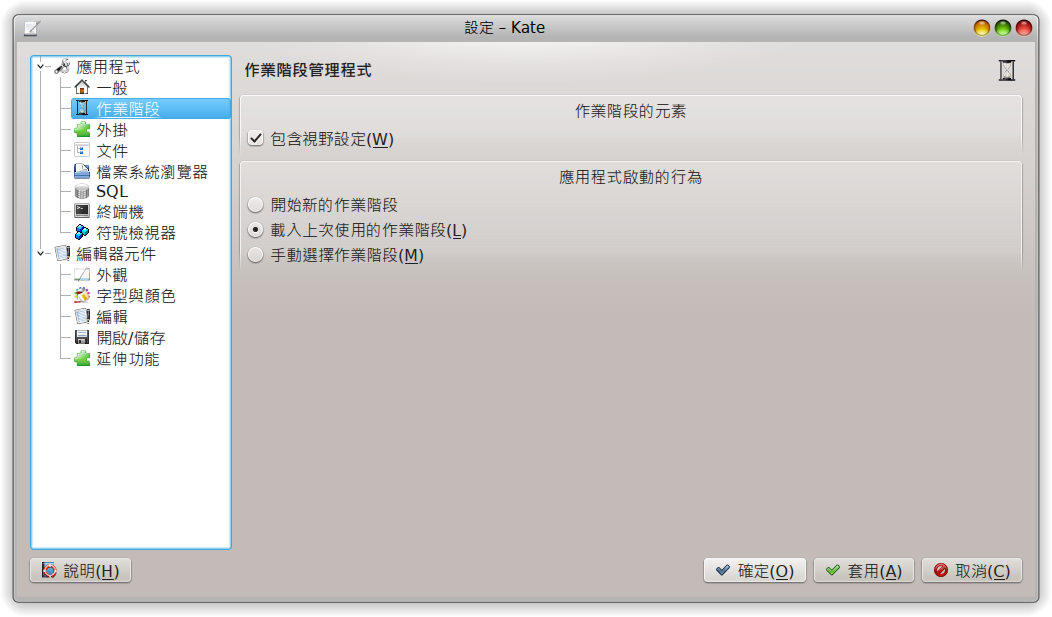 設定 – Kate
應用程式
一般
作業階段
外掛
文件
檔案系統瀏覽器
SQL
終端機
符號檢視器
編輯器元件
外觀
字型與顏色
編輯
開啟/儲存
延伸功能
作業階段管理程式
作業階段的元素
包含視野設定(W)
應用程式啟動的行為
開始新的作業階段
載入上次使用的作業階段(L)
手動選擇作業階段(M)
說明(H)
確定(O)
套用(A)
取消(C)